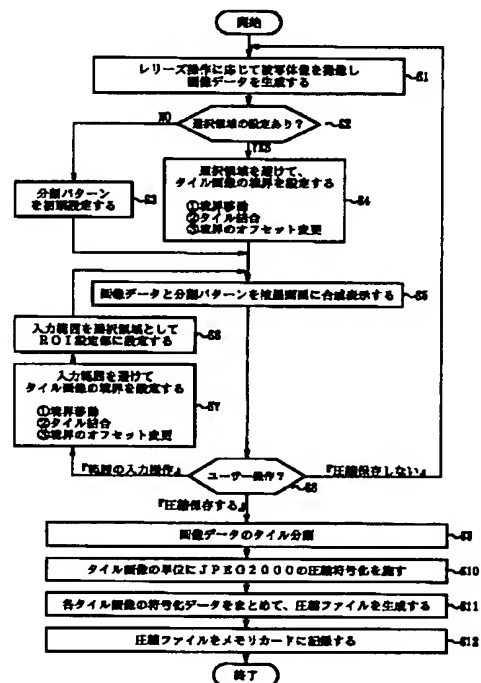 開始
レリーズ操作に応じて被写体像を撮像し
画像データを生成する
S1
選択領域の設定あり?
S2
NO
YES
分割パターン
を初期設定する
S3
選択領域を避けて、
タイル画像の境界を設定する
①境界移動
②タイル結合
③境界のオフセット変更
S4
画像データと分割パターンを液晶画面に合成表示する
S5
入力範囲を選択領域として
ROI設定部に設定する
S8
入力範囲を避けて
タイル画像の境界を設定する
①境界移動
②タイル結合
③境界のオフセット変更
S7
『範囲の入力操作』
ユーザー操作?
S6
『圧縮保存しない』
『圧縮保存する』
画像データのタイル分割
S9
タイル画像の単位にJPEG2000の圧縮符号化を施す
S10
各タイル画像の符号化データをまとめて、圧縮ファイルを生成する
S11
圧縮ファイルをメモリカードに記録する
S12
終了